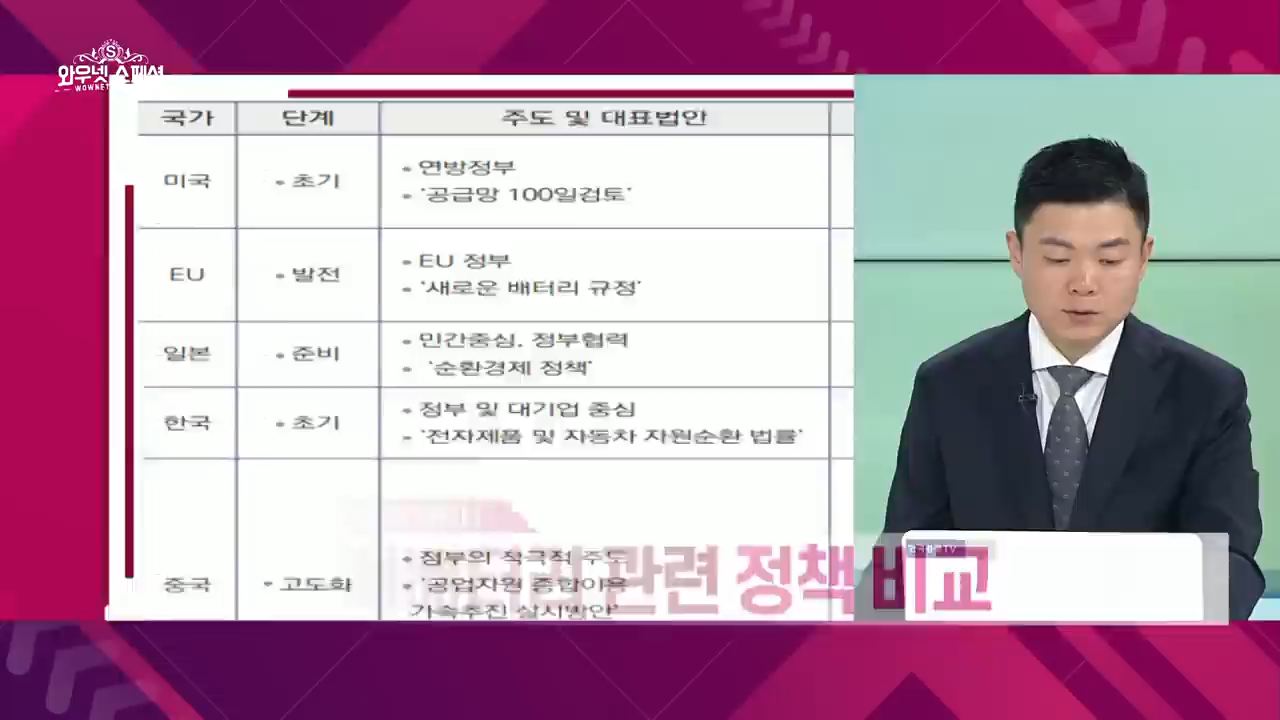 와우넷 스페셜
WOWNET
국가 단계 주도 및 대표법안
미국 • 초기 • 연방정부
• '공급망 100일검토'
EU • 발전 • EU 정부
• '새로운 배터리 규정'
일본 • 준비 • 민간중심, 정부협력
• '순환경제 정책'
한국 • 초기 • 정부 및 대기업 중심
• '전자제품 및 자동차 자원순환 법률'
중국 • 고도화 • 정부의 적극적 주도
• '공업자원 종합이용
가속추진 실시방안'
관련 정책 비교
한국경제TV